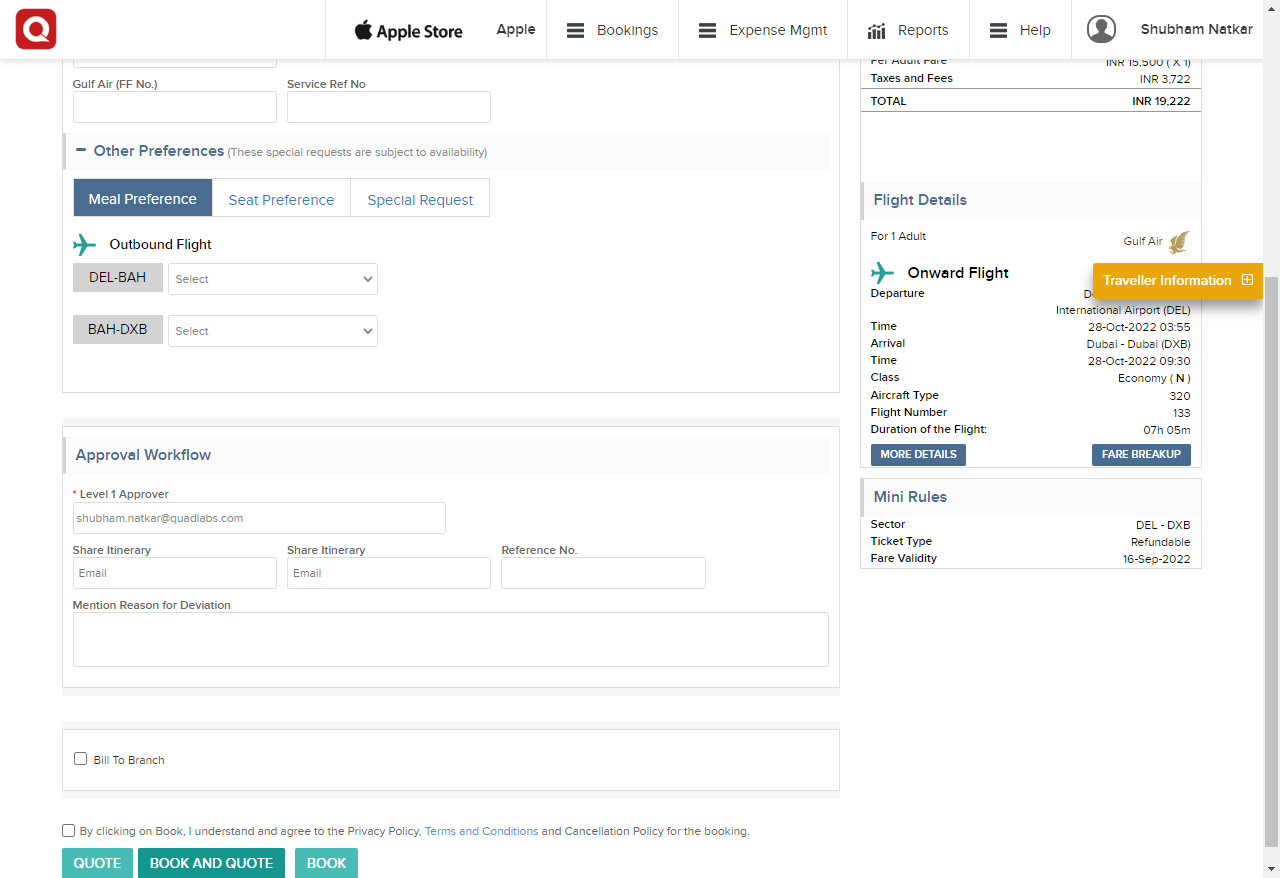 Apple Store
Apple
Bookings
Expense Mgmt
Reports
Help
Shubham Natkar
Gulf Air (FF No.)
Service Ref No
Other Preferences (These special requests are subject to availability)
Meal Preference
Seat Preference
Special Request
Outbound Flight
DEL-BAH
Select
BAH-DXB
Select
Approval Workflow
* Level 1 Approver
shubham.natkar@quadlabs.com
Share Itinerary
Share Itinerary
Reference No.
Email
Email
Mention Reason for Deviation
Bill To Branch
By clicking on Book, I understand and agree to the Privacy Policy, Terms and Conditions and Cancellation Policy for the booking.
QUOTE
BOOK AND QUOTE
BOOK
Per Adult Fare INR 15,500 ( X 1)
Taxes and Fees INR 3,722
TOTAL INR 19,222
Flight Details
For 1 Adult Gulf Air
Onward Flight
Traveller Information
Departure
International Airport (DEL)
Time 28-Oct-2022 03:55
Arrival Dubai - Dubai (DXB)
Time 28-Oct-2022 09:30
Class Economy ( N )
Aircraft Type 320
Flight Number 133
Duration of the Flight: 07h 05m
MORE DETAILS FARE BREAKUP
Mini Rules
Sector DEL - DXB
Ticket Type Refundable
Fare Validity 16-Sep-2022